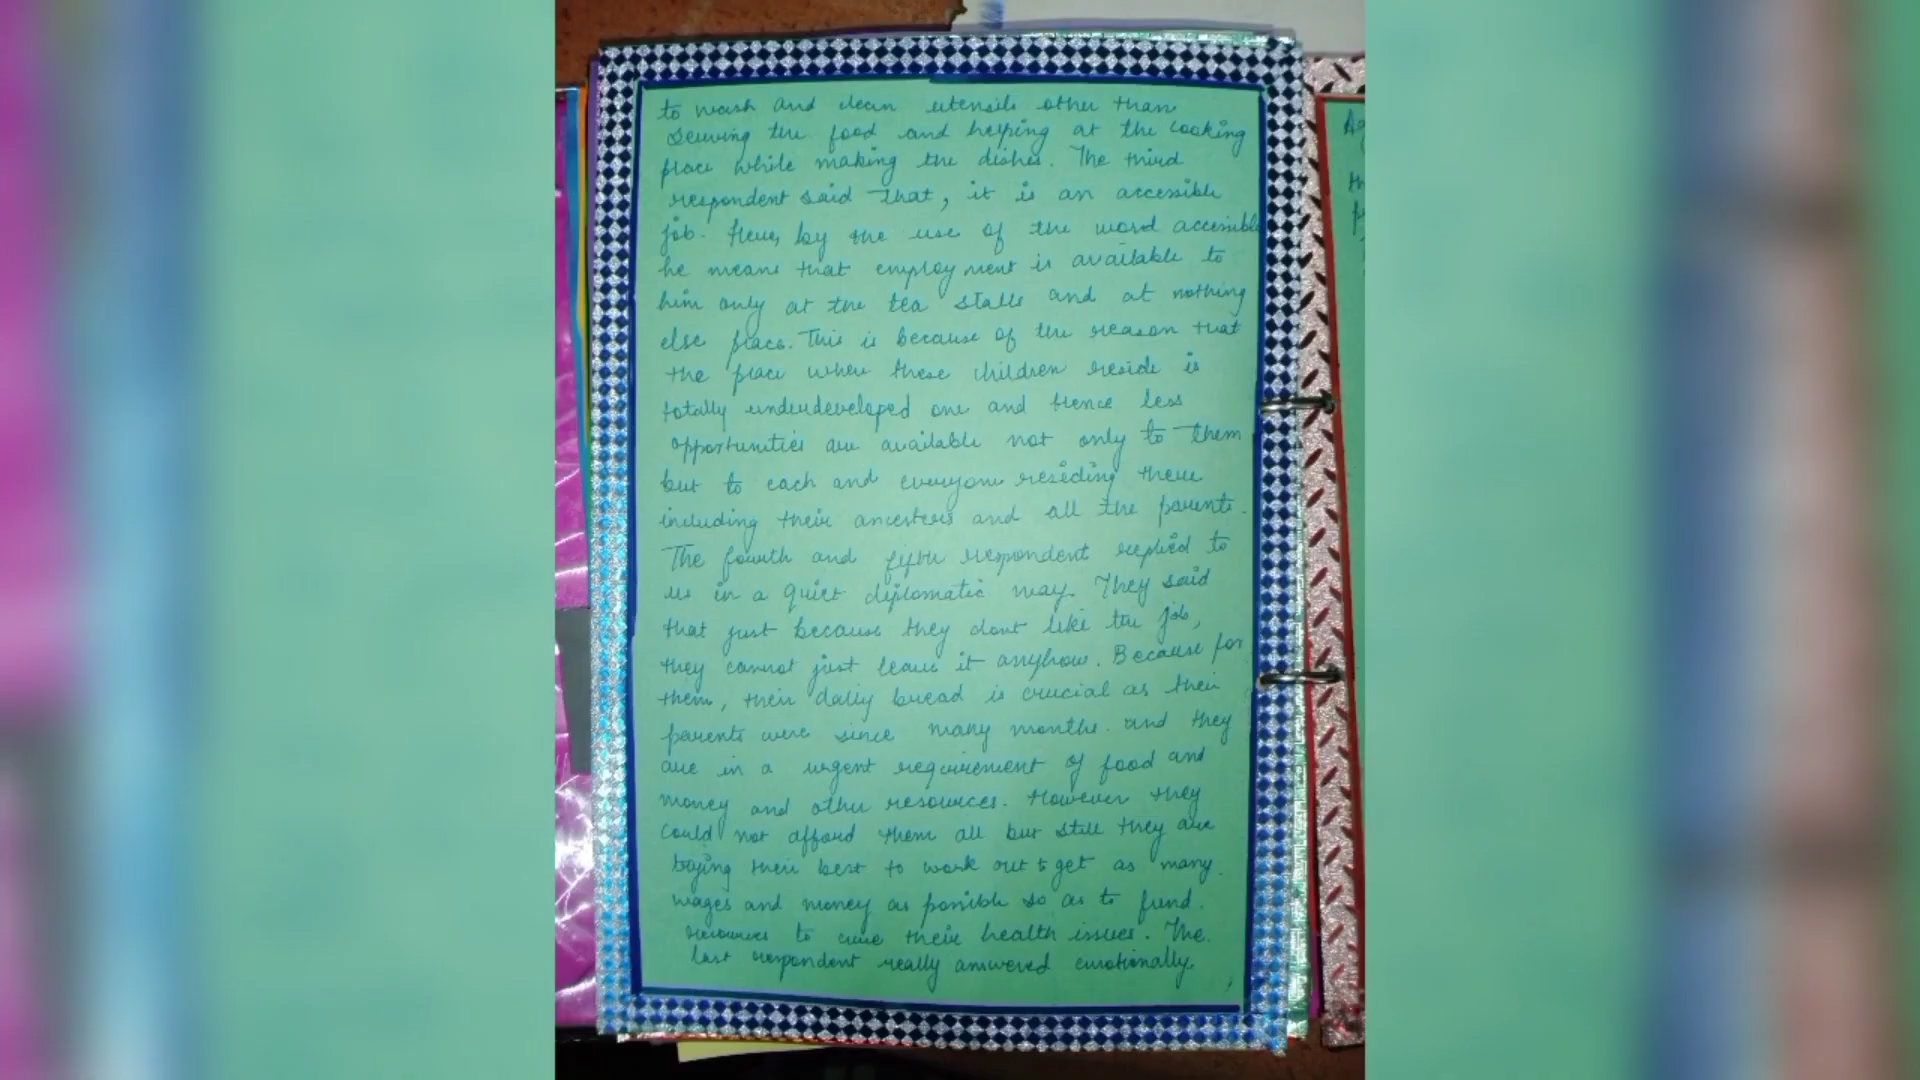 to wash and clean utensils other than
serving the food and helping at the cooking
place while making the dishes. The third
respondent said that, it is an accessible
job. Here, by the use of the word accessible
he means that employment is available to
him only at the tea stalls and at nothing
else place. This is because of the reason that
the place where these children reside is
totally underdeveloped one and hence less
opportunities are available not only to them
but to each and everyone residing there
including their ancesters and all the parents.
The fourth and fifth respondent replied to
us in a quiet diplomatic way. They said
that just because they dont like the job,
they cannot just leave it anyhow. Because for
them, their daily bread is crucial as their
parents were since many months. and they
are in a urgent requirement of food and
money and other resources. However they
could not afford them all but still they are
trying their best to work out to get as many
wages and money as possible so as to fund.
resources to cure their health issues. The.
last respondent really answered emotionally.